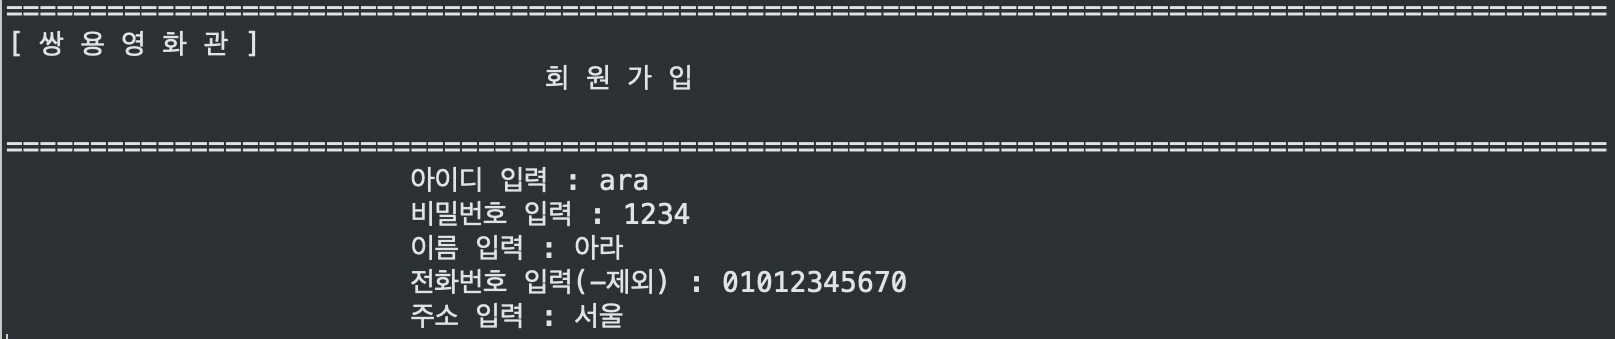 ====================================================================================================
[ 쌍 용 영 화 관 ]
회 원 가 입
====================================================================================================
아이디 입력 : ara
비밀번호 입력 : 1234
이름 입력 : 아라
전화번호 입력(-제외) : 01012345670
주소 입력 : 서울